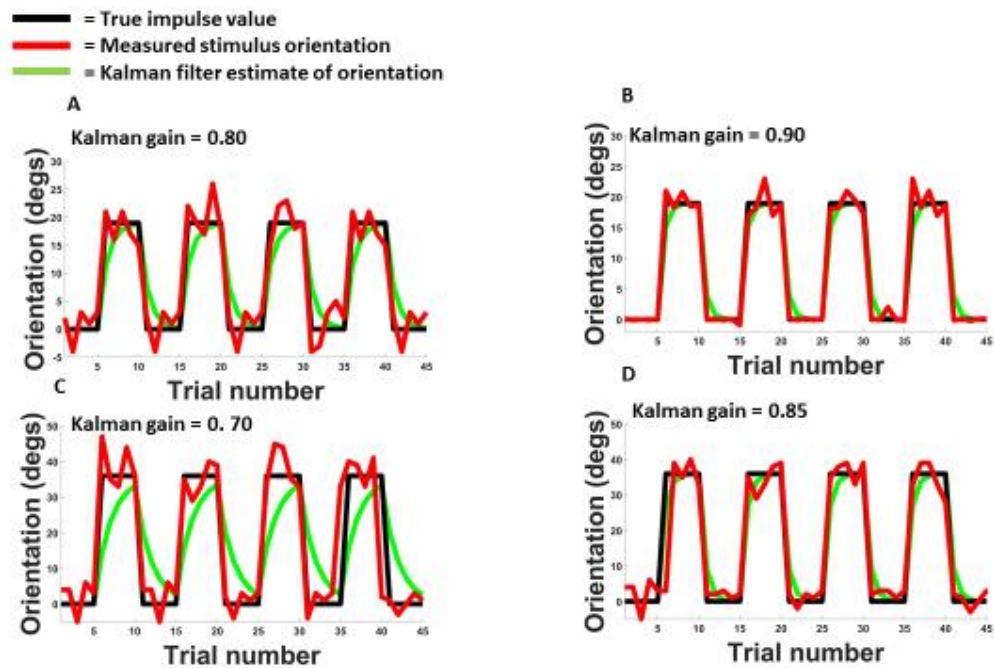 = True impulse value
= Measured stimulus orientation
= Kalman filter estimate of orientation
A
Kalman gain = 0.80
Orientation (degs)
30
25
20
15
10
5
0
-5
5 10 15 20 25 30 35 40 45
Trial number
B
Kalman gain = 0.90
Orientation (degs)
30
25
20
15
10
5
0
5 10 15 20 25 30 35 40 45
Trial number
C
Kalman gain = 0. 70
Orientation (degs)
50
40
30
20
10
0
5 10 15 20 25 30 35 40 45
Trial number
D
Kalman gain = 0.85
Orientation (degs)
50
40
30
20
10
0
5 10 15 20 25 30 35 40 45
Trial number